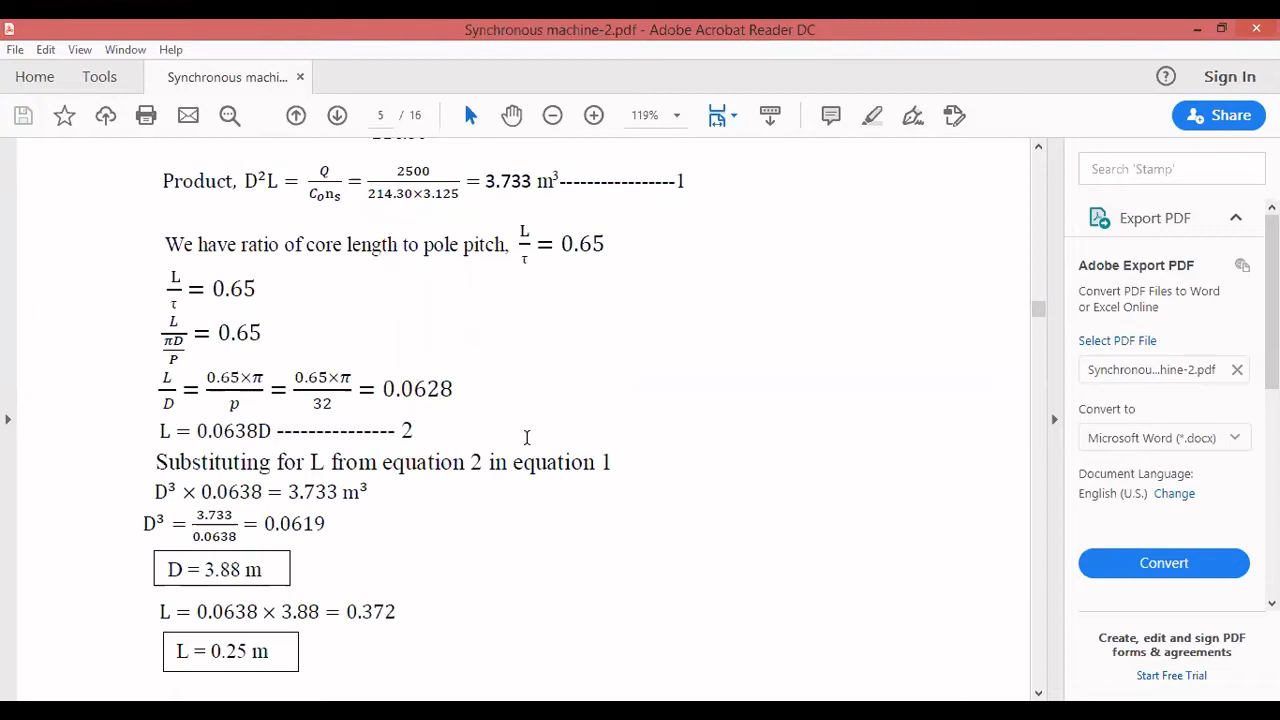 Synchronous machine-2.pdf - Adobe Acrobat Reader DC
File Edit View Window Help
Home Tools Synchronous machi... × Sign In
5 / 16 119% Share
Product, D²L = Q/C₀nₛ = 2500/214.30×3.125 = 3.733 m³-----------------1
We have ratio of core length to pole pitch, L/τ = 0.65
L/τ = 0.65
L/(πD/P) = 0.65
L/D = 0.65×π/p = 0.65×π/32 = 0.0628
L = 0.0638D --------------- 2
Substituting for L from equation 2 in equation 1
D³ × 0.0638 = 3.733 m³
D³ = 3.733/0.0638 = 0.0619
D = 3.88 m
L = 0.0638 × 3.88 = 0.372
L = 0.25 m
Search 'Stamp'
Export PDF
Adobe Export PDF
Convert PDF Files to Word
or Excel Online
Select PDF File
Synchronou...hine-2.pdf
Convert to
Microsoft Word (*.docx)
Document Language:
English (U.S.) Change
Convert
Create, edit and sign PDF
forms & agreements
Start Free Trial